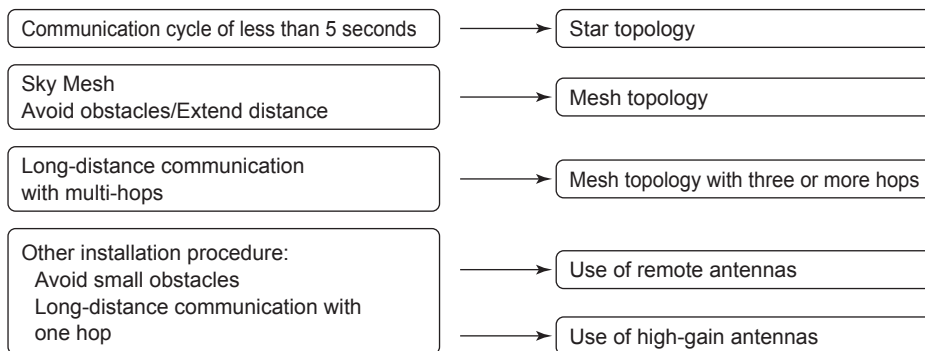 Communication cycle of less than 5 seconds
Star topology
Sky Mesh
Avoid obstacles/Extend distance
Mesh topology
Long-distance communication
with multi-hops
Mesh topology with three or more hops
Other installation procedure:
Avoid small obstacles
Long-distance communication with
one hop
Use of remote antennas
Use of high-gain antennas